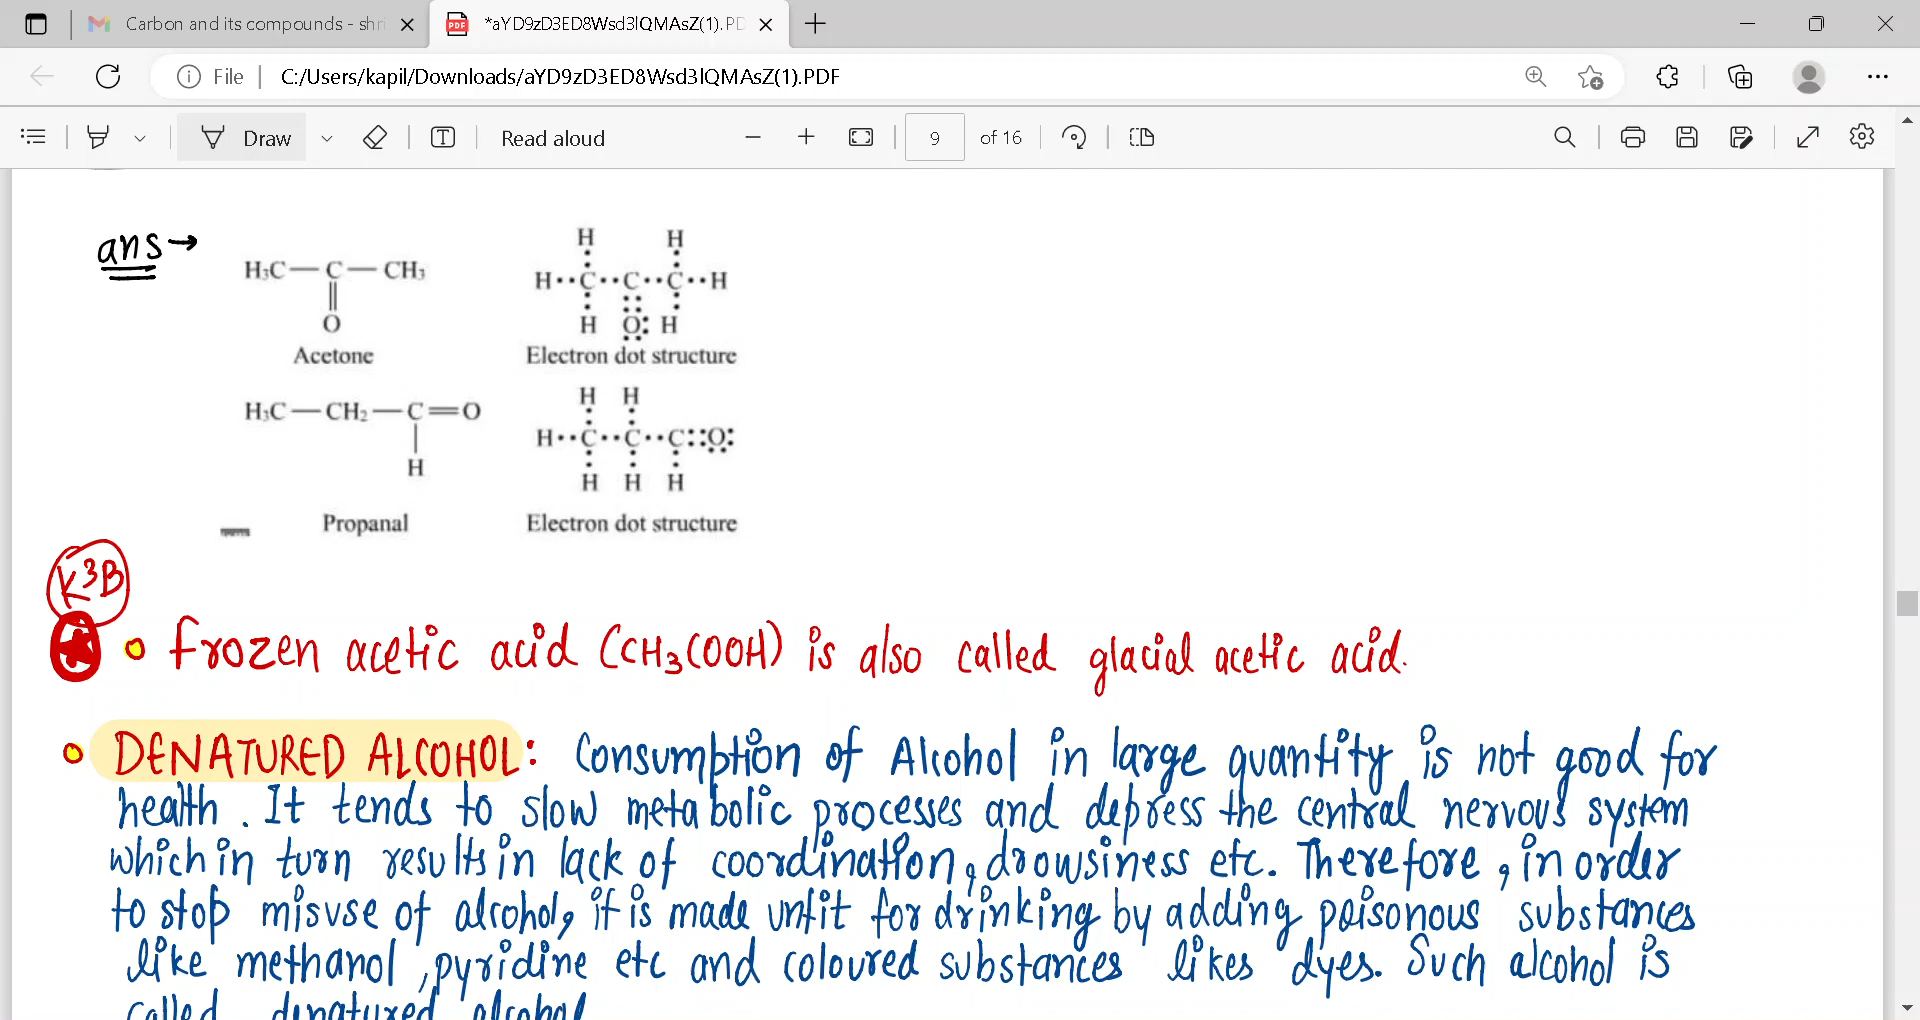 Carbon and its compounds - shri
*aYD9zD3ED8Wsd3lQMAsZ(1).PD
File
C:/Users/kapil/Downloads/aYD9zD3ED8Wsd3lQMAsZ(1).PDF
Draw
Read aloud
9 of 16
ans →
H H
H₃C — C — CH₃ H··C··C··C··H
O H O H
Acetone Electron dot structure
H H
H₃C — CH₂ — C = O H··C··C··C::O:
H H H H
Propanal Electron dot structure
K3B
frozen acetic acid (CH₃COOH) is also called glacial acetic acid.
DENATURED ALCOHOL: Consumption of Alcohol in large quantity is not good for
health. It tends to slow metabolic processes and depress the central nervous system
which in turn results in lack of coordination, drowsiness etc. Therefore, in order
to stop misuse of alcohol, it is made unfit for drinking by adding poisonous substances
like methanol, pyridine etc and coloured substances likes dyes. Such alcohol is
called denatured alcohol